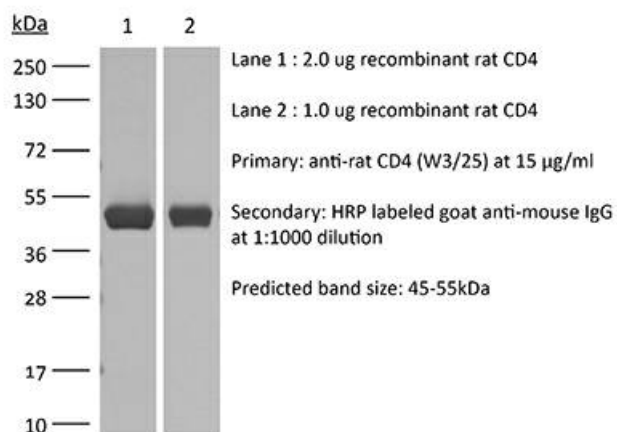 kDa
1 2
250
130
72
55
36
28
17
10
Lane 1 : 2.0 ug recombinant rat CD4
Lane 2 : 1.0 ug recombinant rat CD4
Primary: anti-rat CD4 (W3/25) at 15 µg/ml
Secondary: HRP labeled goat anti-mouse IgG
at 1:1000 dilution
Predicted band size: 45-55kDa